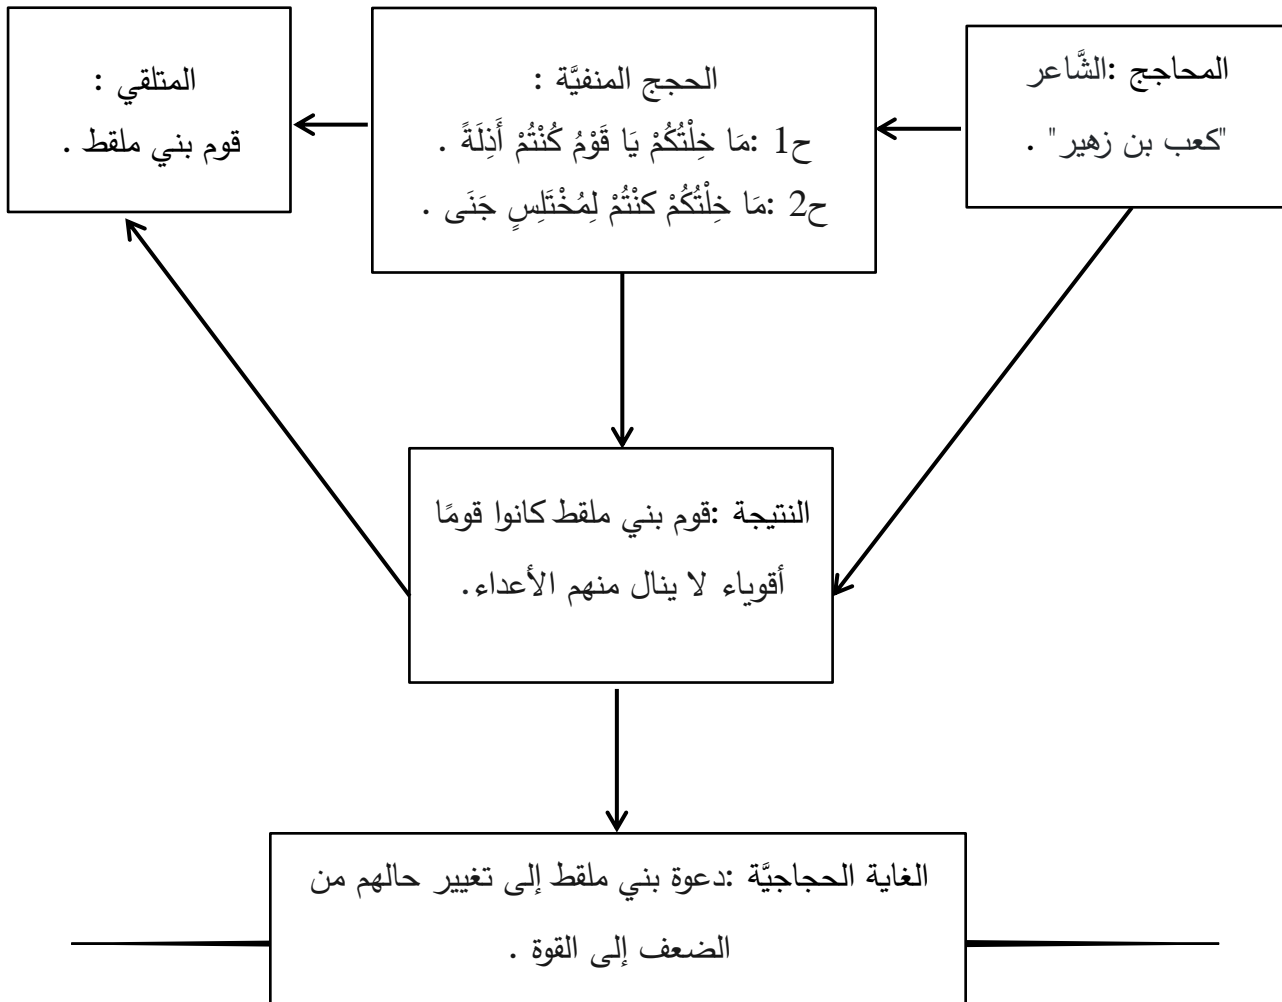 المحاجج :الشَّاعر
"كعب بن زهير" .
الحجج المنفيَّة :
ح1 :مَا خِلْتُكُمْ يَا قَوْمُ كُنْتُمْ أَذِلَةً .
ح2 :مَا خِلْتُكُمْ كنْتُمْ لِمُخْتَلِسٍ جَنَى .
المتلقي :
قوم بني ملقط .
النتيجة :قوم بني ملقط كانوا قومًا
أقوياء لا ينال منهم الأعداء .
الغاية الحجاجيَّة :دعوة بني ملقط إلى تغيير حالهم من
الضعف إلى القوة .